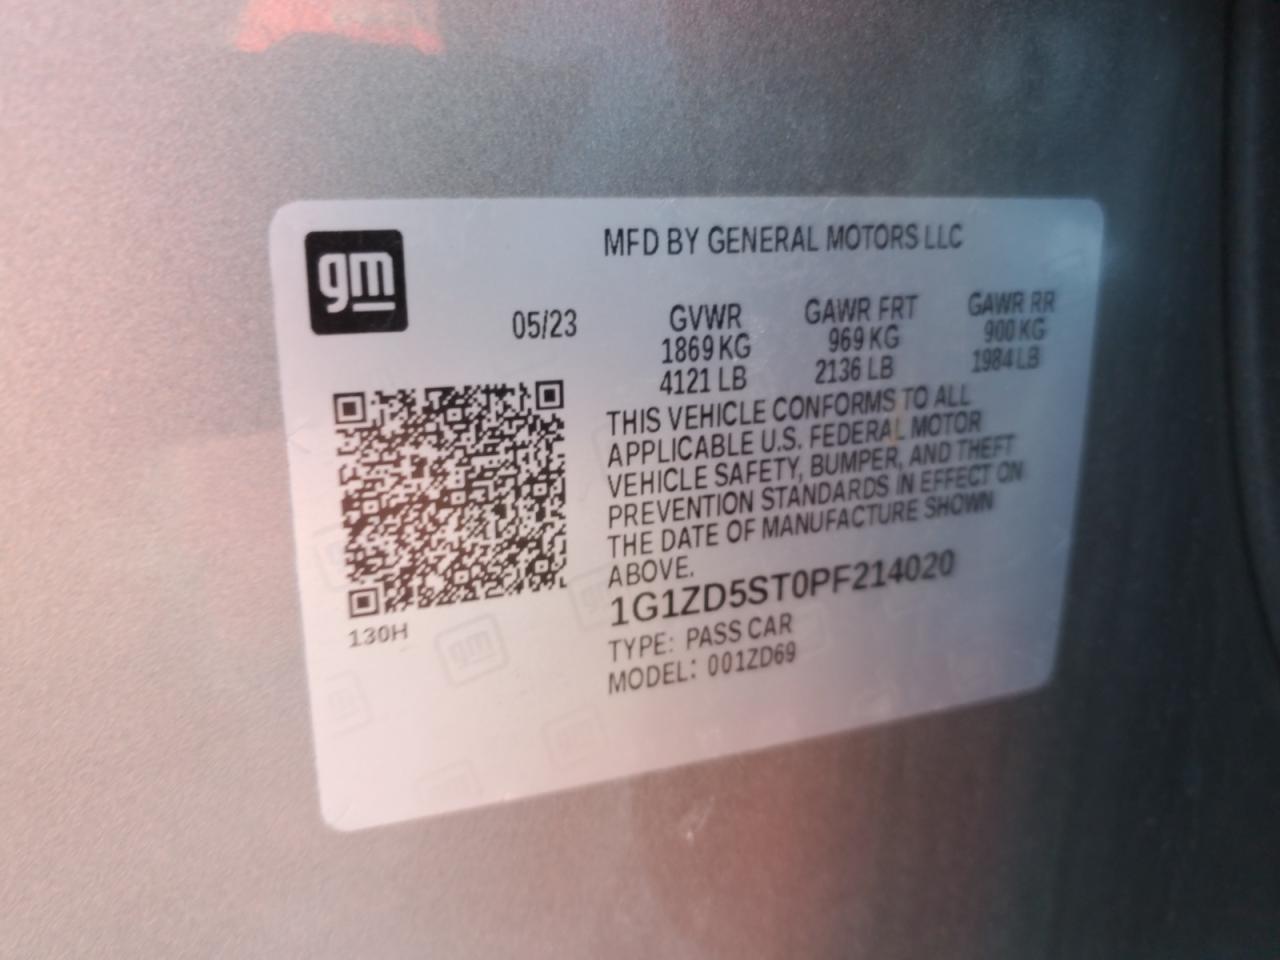 gm
MFD BY GENERAL MOTORS LLC
05/23
GVWR GAWR FRT GAWR RR
1869 KG 969 KG 900 KG
4121 LB 2136 LB 1984 LB
THIS VEHICLE CONFORMS TO ALL
APPLICABLE U.S. FEDERAL MOTOR
VEHICLE SAFETY, BUMPER, AND THEFT
PREVENTION STANDARDS IN EFFECT ON
THE DATE OF MANUFACTURE SHOWN
ABOVE.
1G1ZD5ST0PF214020
TYPE: PASS CAR
MODEL: 001ZD69
130H
gm